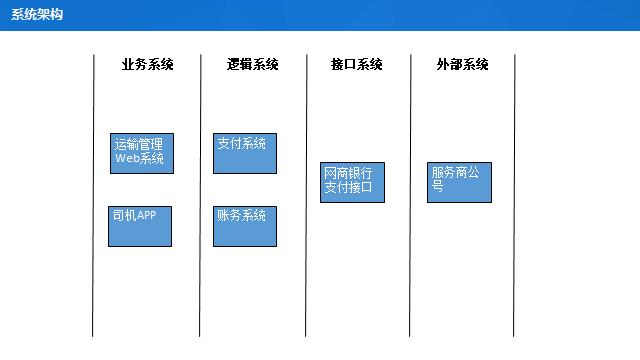 系统架构
业务系统
逻辑系统
接口系统
外部系统
运输管理
Web系统
支付系统
网商银行
支付接口
服务商公
号
司机APP
账务系统